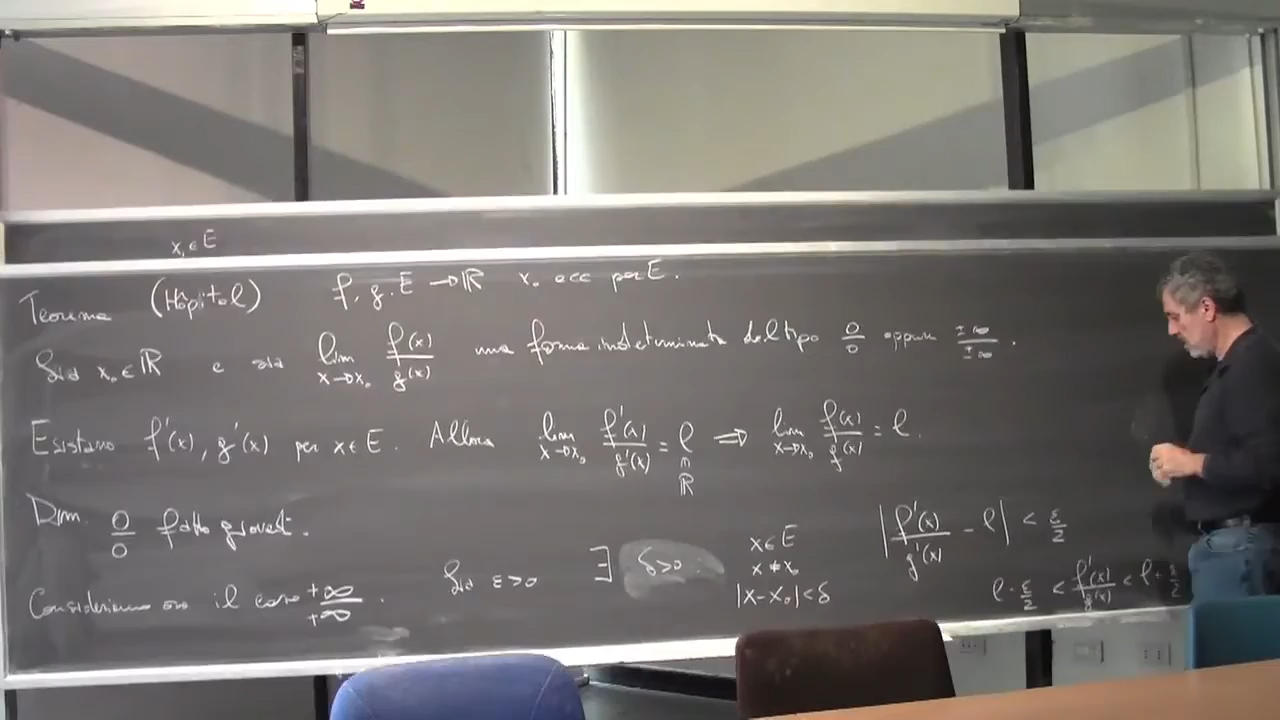 x₁ ∈ E
Teorema (Hôpital) f, g : E → ℝ x₀ acc per E.
Sia x₀ ∈ ℝ e sia lim_{x→x₀} f(x)/g(x) una forma indeterminata del tipo 0/0 oppure ±∞/±∞.
Esistano f'(x), g'(x) per x ∈ E. Allora lim_{x→x₀} f'(x)/g'(x) = l ∈ ℝ ⇒ lim_{x→x₀} f(x)/g(x) = l.
Dim. 0/0 fatto giovedì.
Consideriamo ora il caso +∞/+∞. Sia ε>0 ∃ δ>0 x ∈ E x ≠ x₀ |x-x₀|<δ
|f'(x)/g'(x) - l| < ε/2
l - ε/2 < f'(x)/g'(x) < l + ε/2